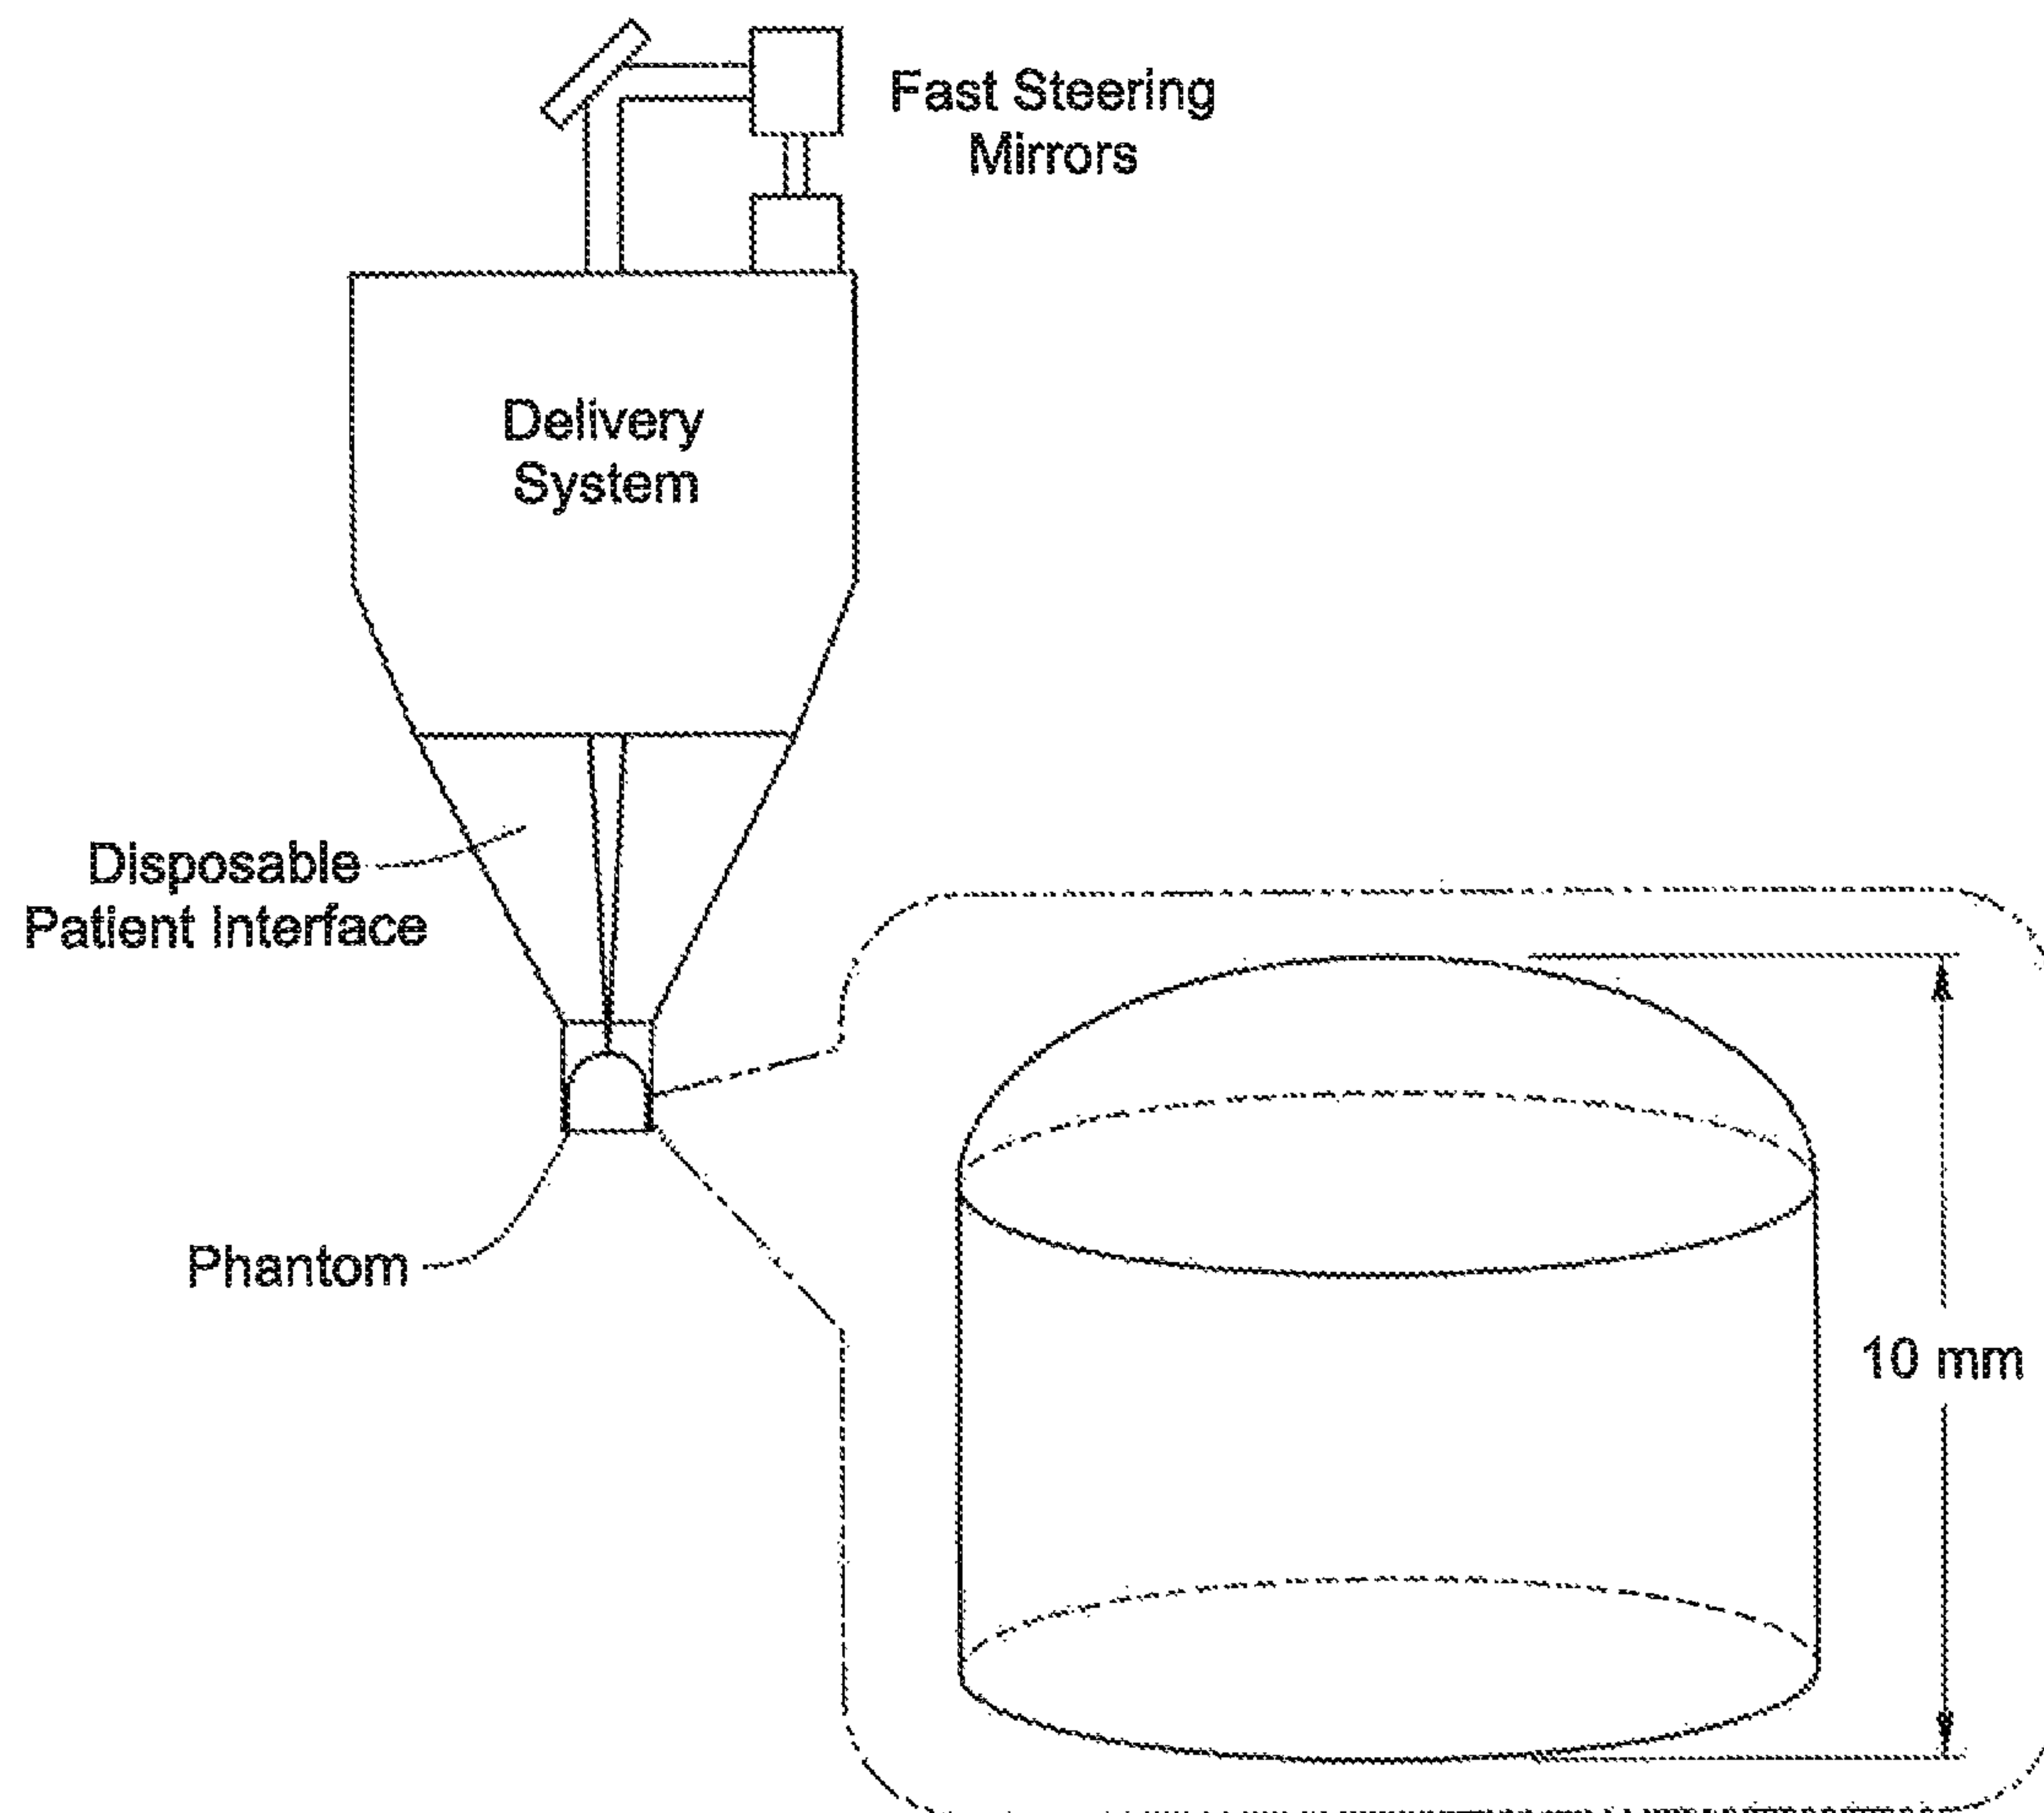 Fast Steering
Mirrors
Delivery
System
Disposable
Patient Interface
Phantom
10 mm